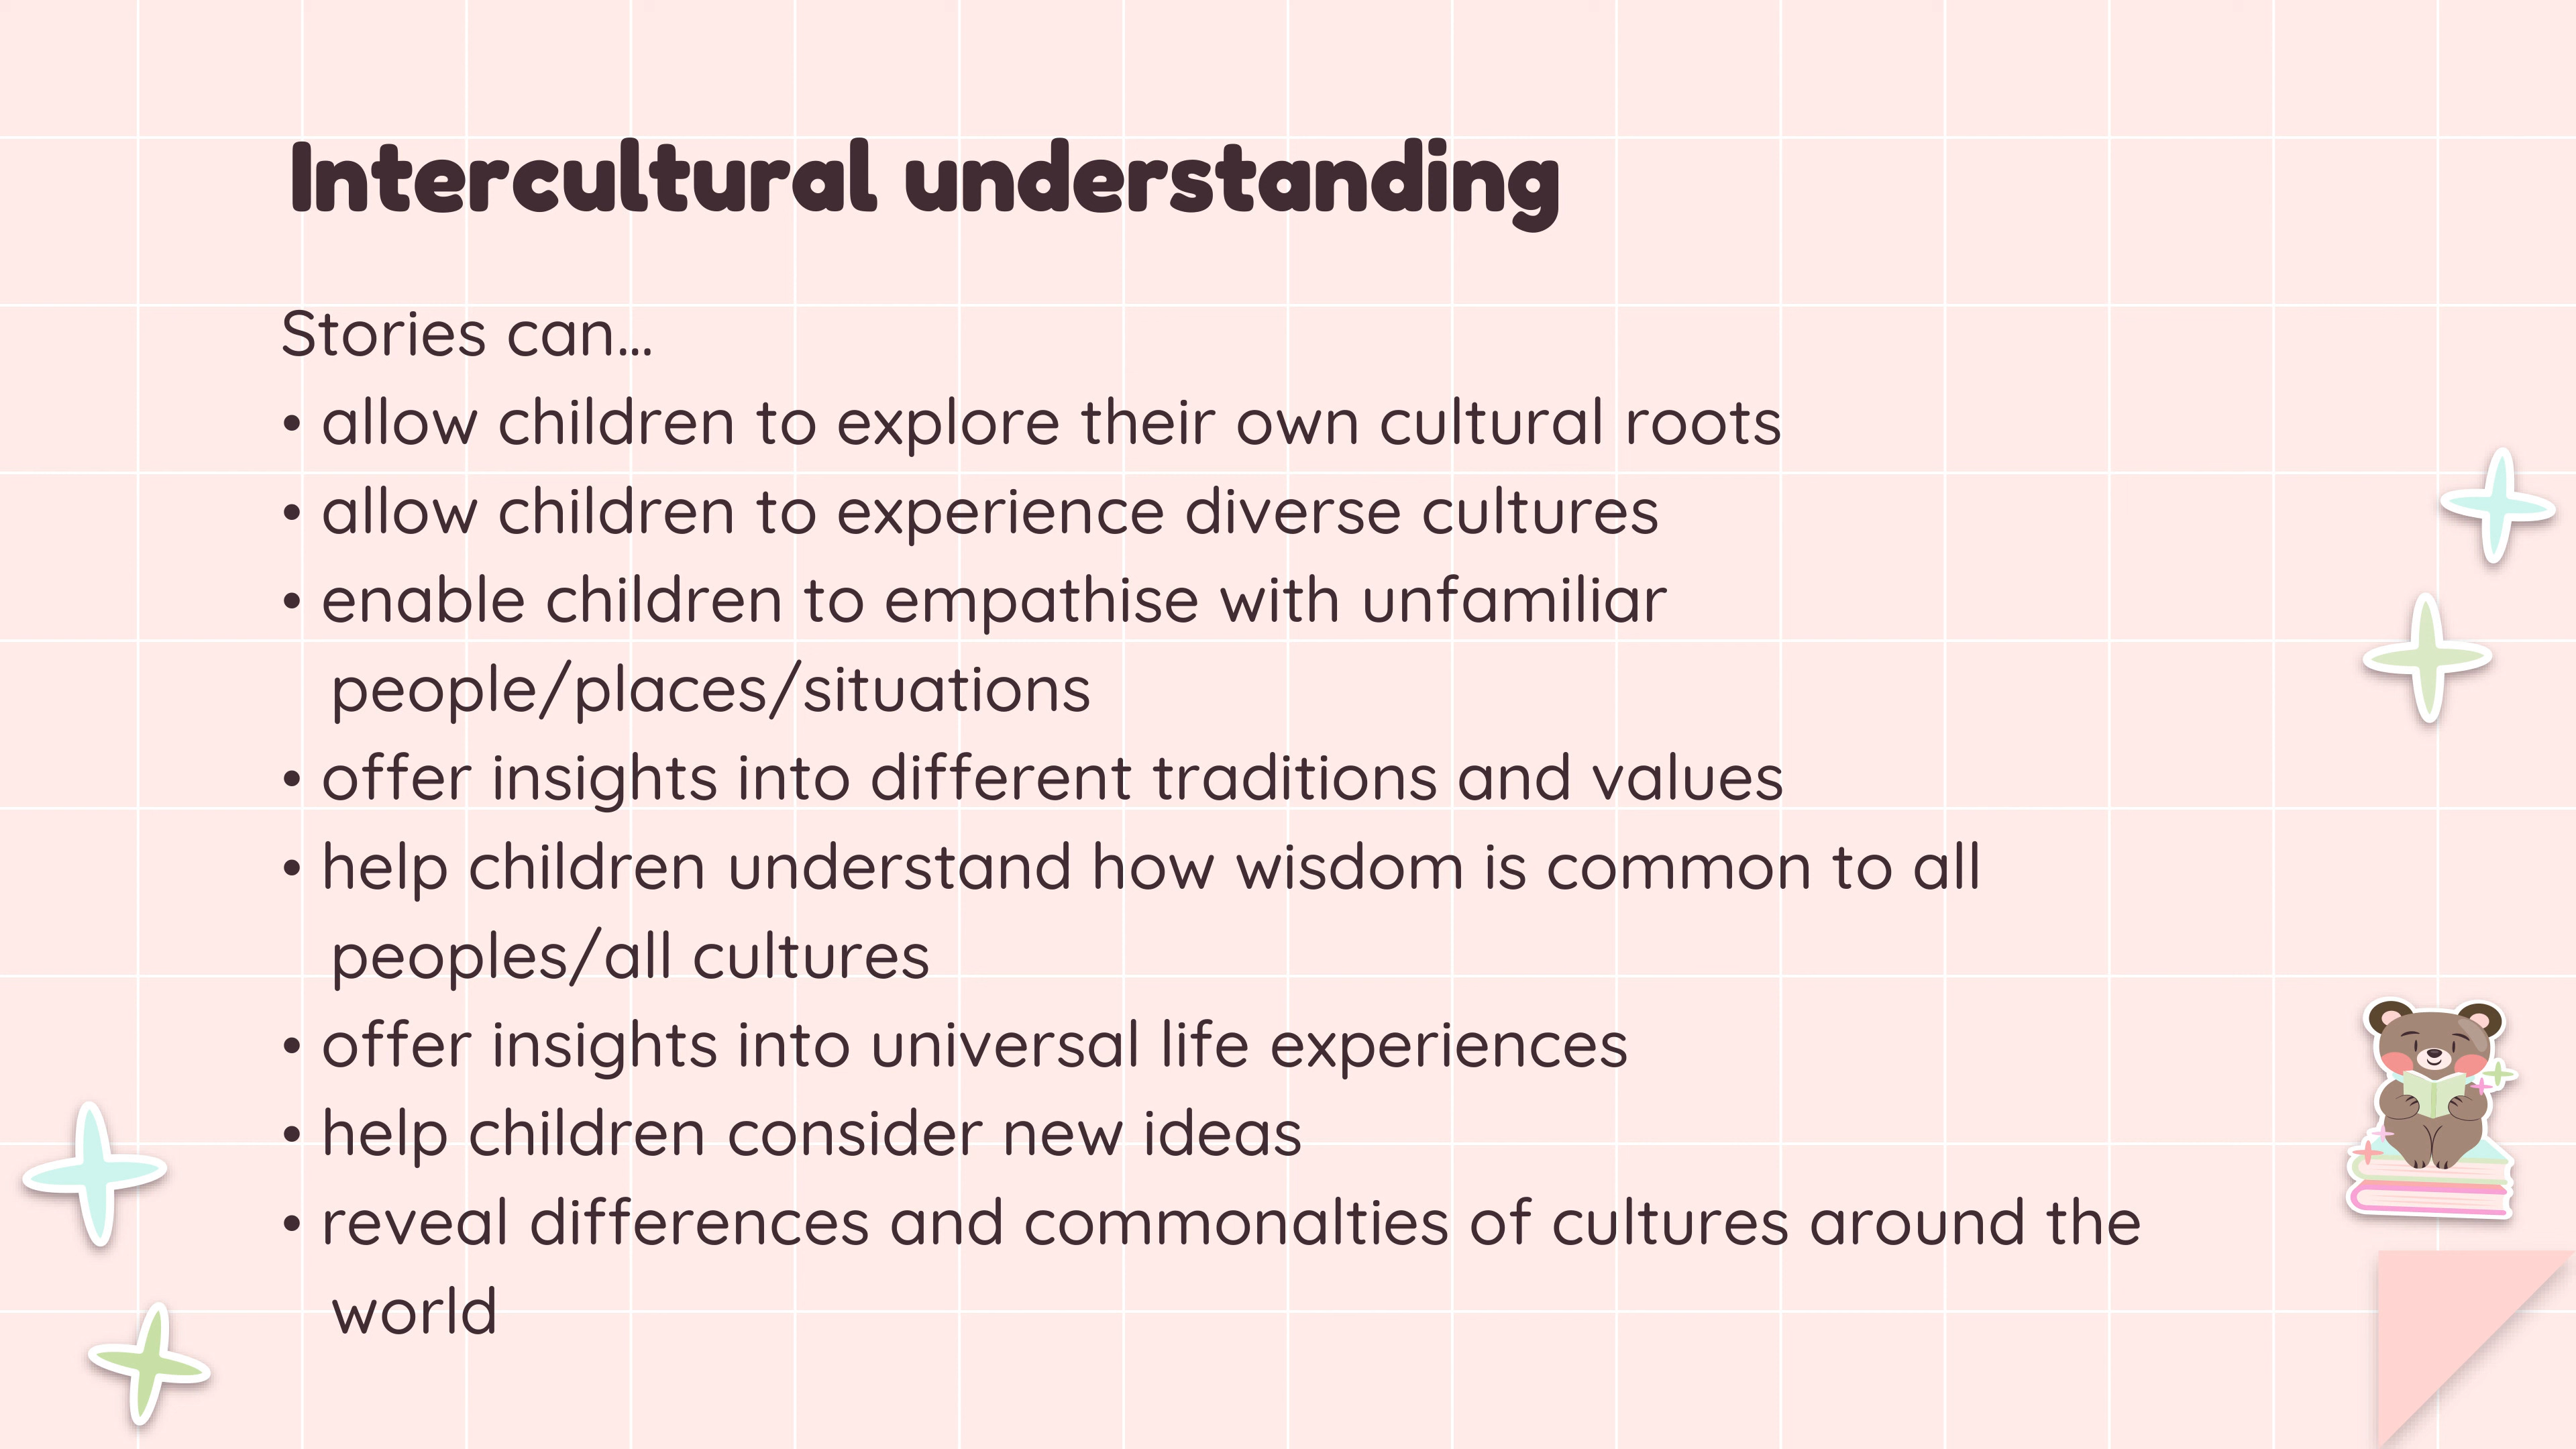 Intercultural understanding
Stories can...
• allow children to explore their own cultural roots
• allow children to experience diverse cultures
• enable children to empathise with unfamiliar
people/places/situations
• offer insights into different traditions and values
• help children understand how wisdom is common to all
peoples/all cultures
• offer insights into universal life experiences
• help children consider new ideas
• reveal differences and commonalties of cultures around the
world